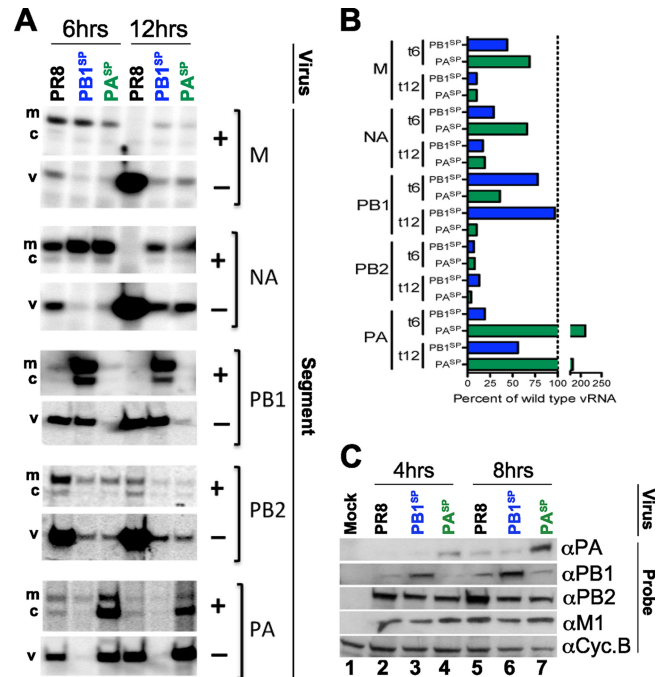 A
6hrs 12hrs
PR8 PB1SP PASP PR8 PB1SP PASP
Virus
m
c
+
v
−
M
m
c
+
v
−
NA
m
c
+
v
−
PB1
m
c
+
v
−
PB2
m
c
+
v
−
PA
Segment
B
M t6 PB1SP
PASP
t12 PB1SP
PASP
NA t6 PB1SP
PASP
t12 PB1SP
PASP
PB1 t6 PB1SP
PASP
t12 PB1SP
PASP
PB2 t6 PB1SP
PASP
t12 PB1SP
PASP
PA t6 PB1SP
PASP
t12 PB1SP
PASP
0 25 50 75 100 200 250
Percent of wild type vRNA
C
4hrs 8hrs
Mock PR8 PB1SP PASP PR8 PB1SP PASP
Virus
αPA
αPB1
αPB2
αM1
αCyc.B
Probe
1 2 3 4 5 6 7